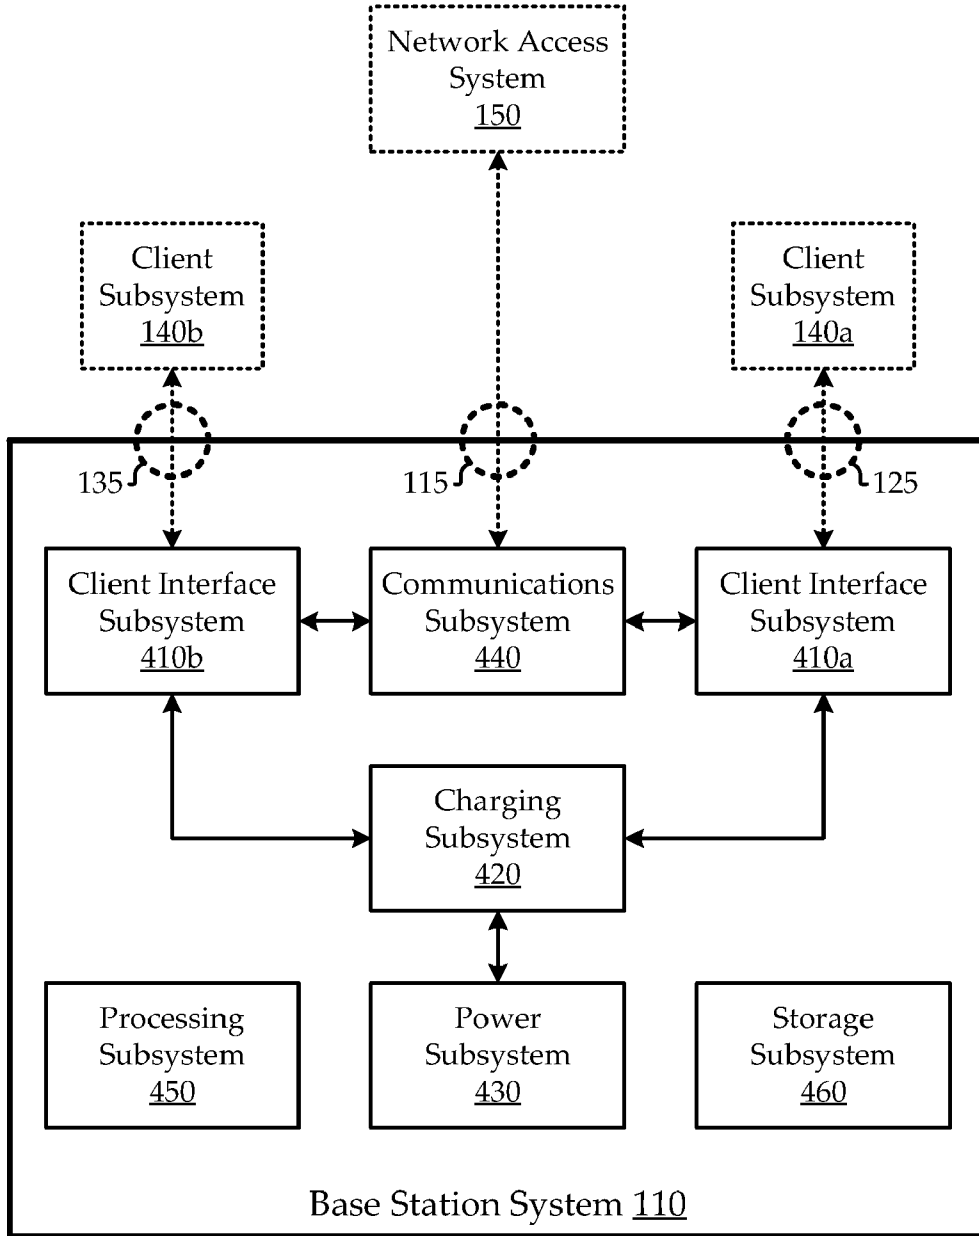 Network Access
System
150
Client
Subsystem
140b
Client
Subsystem
140a
135
115
125
Client Interface
Subsystem
410b
Communications
Subsystem
440
Client Interface
Subsystem
410a
Charging
Subsystem
420
Processing
Subsystem
450
Power
Subsystem
430
Storage
Subsystem
460
Base Station System 110